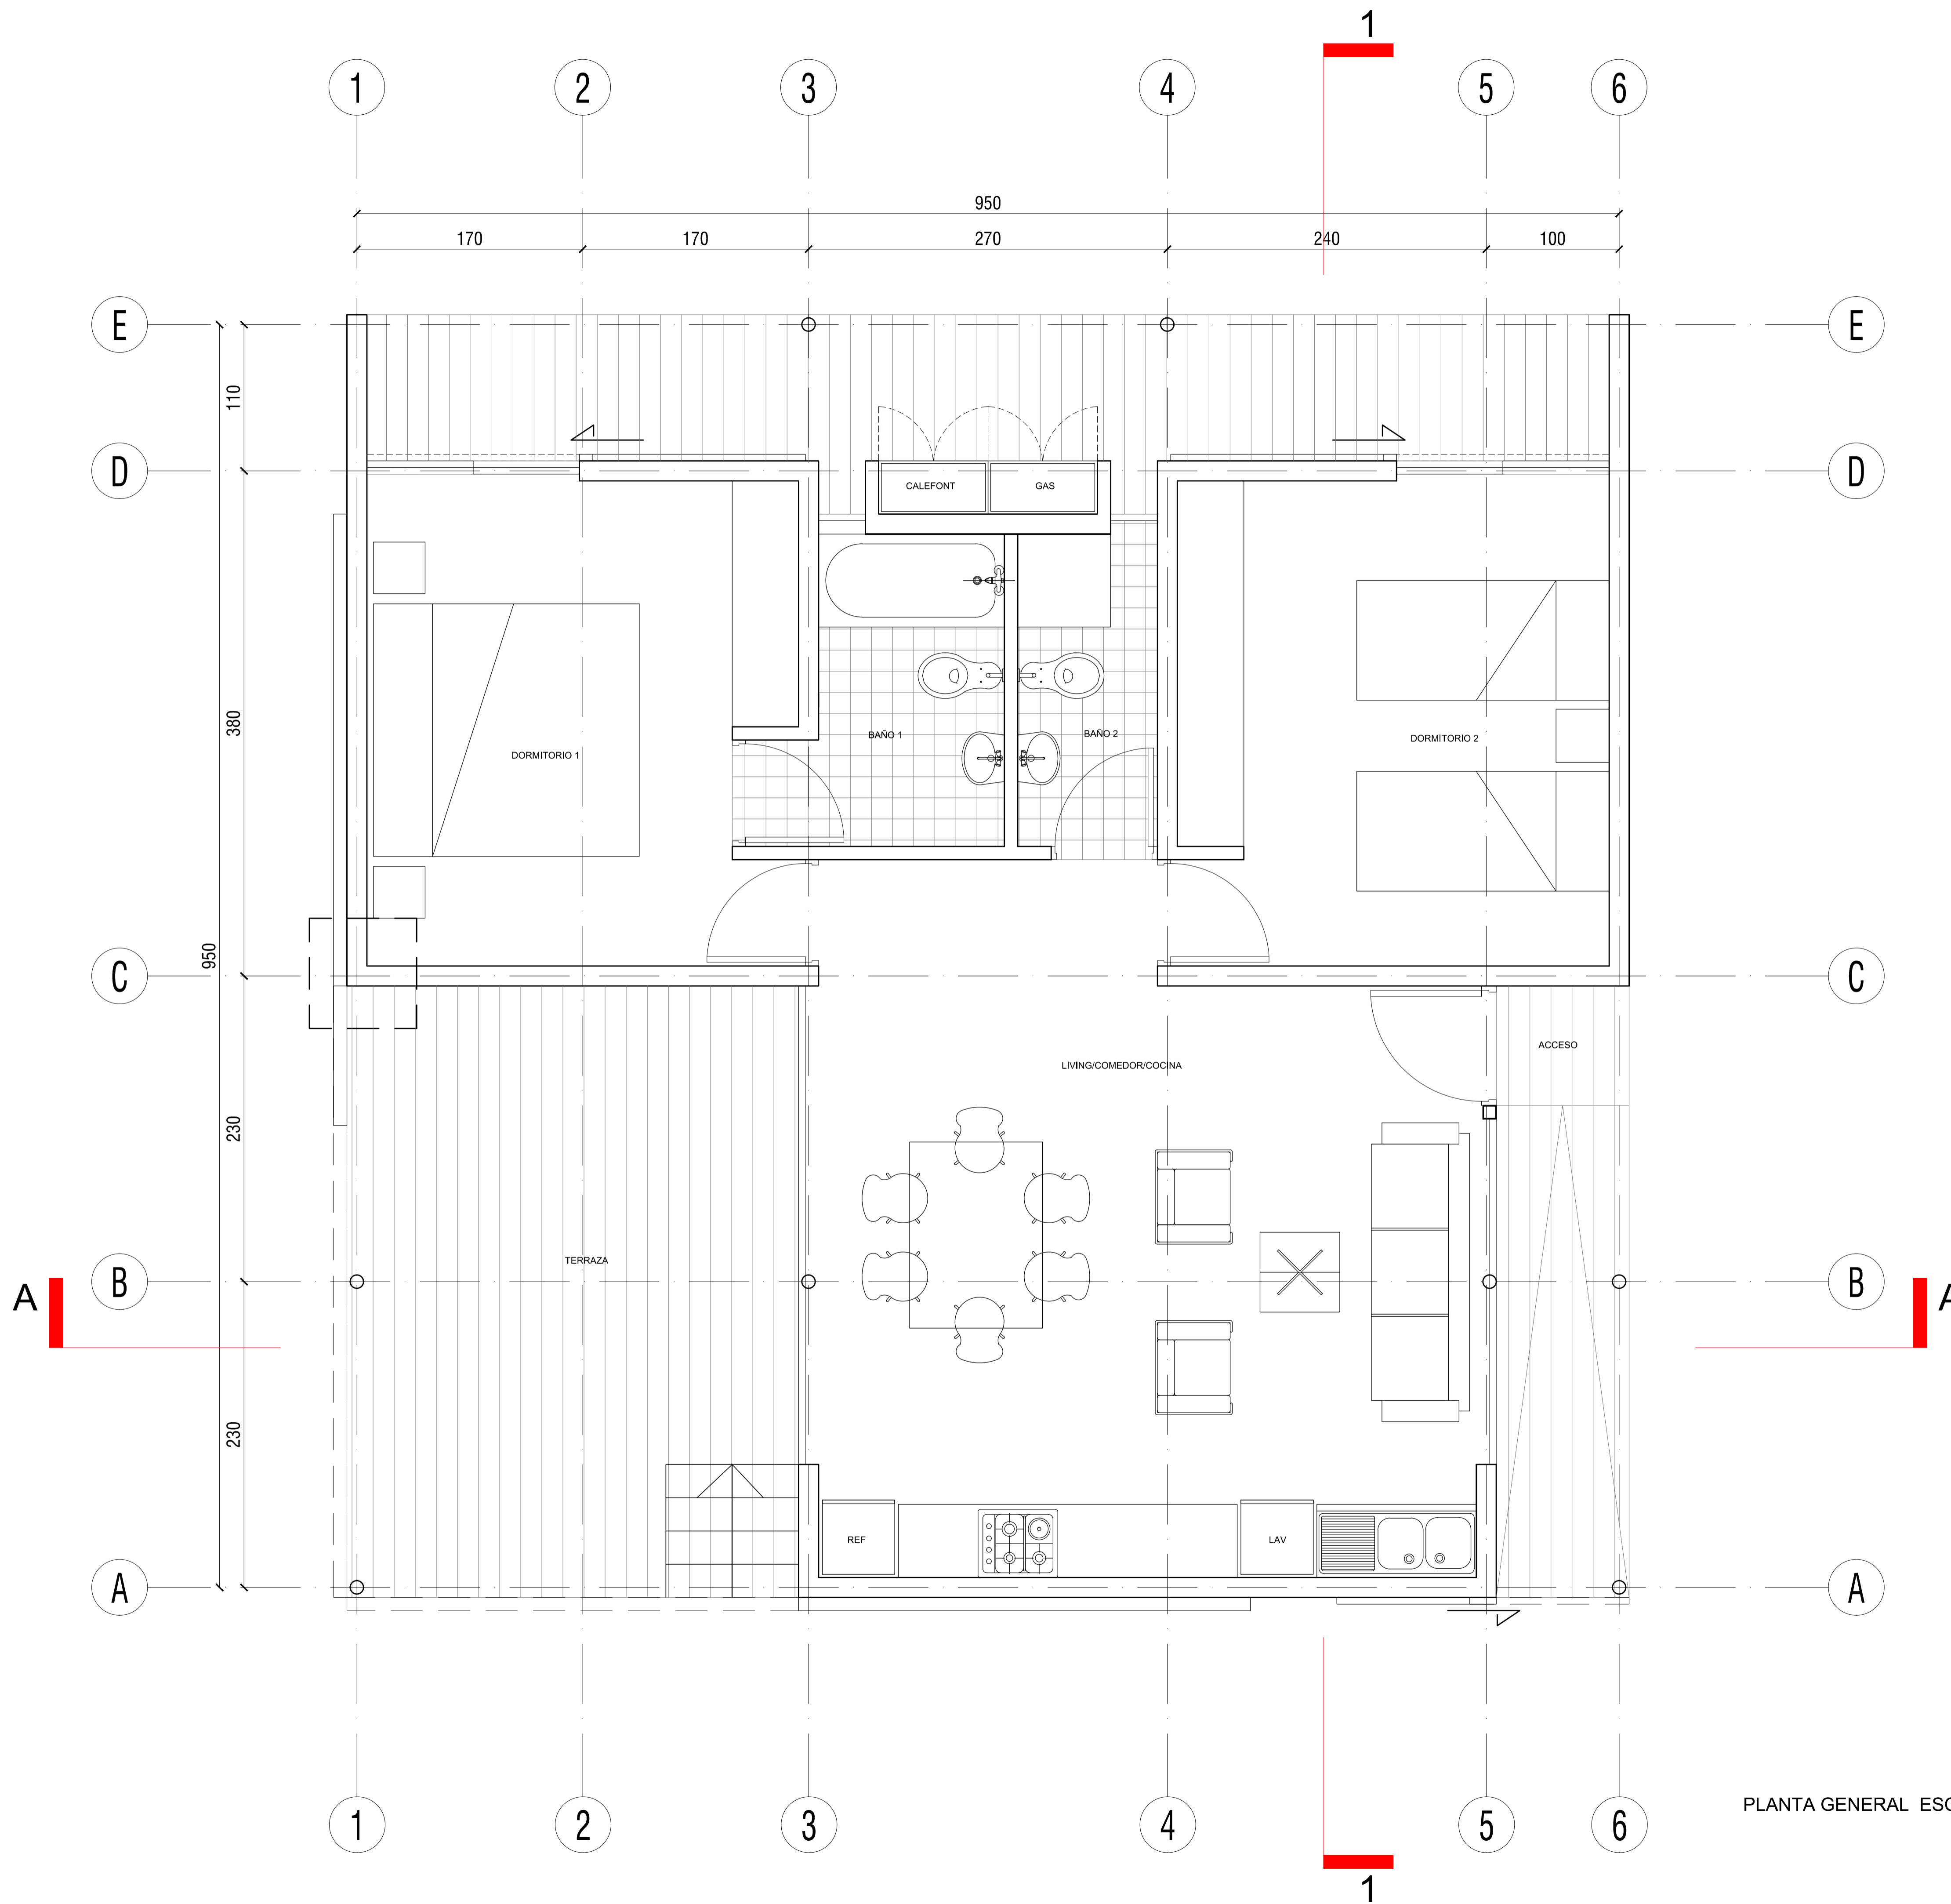 1
1 2 3 4 5 6
950
170 170 270 240 100
E E
110
D D
CALEFONT GAS
380
BAÑO 1 BAÑO 2
DORMITORIO 1 DORMITORIO 2
950
C C
ACCESO
LIVING/COMEDOR/COCINA
230
TERRAZA
B B
A A
230
REF LAV
A A
PLANTA GENERAL ESC
1 2 3 4 5 6
1